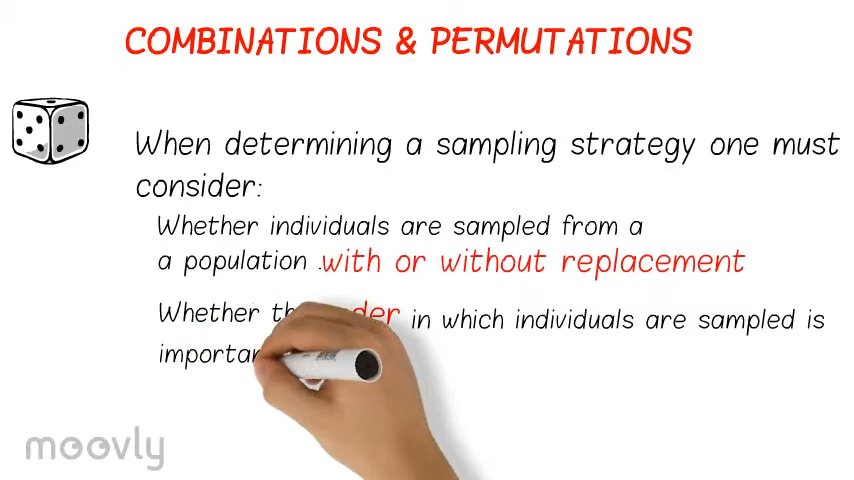 COMBINATIONS & PERMUTATIONS
When determining a sampling strategy one must
consider:
Whether individuals are sampled from a
a population .with or without replacement
Whether in which individuals are sampled is
moovly